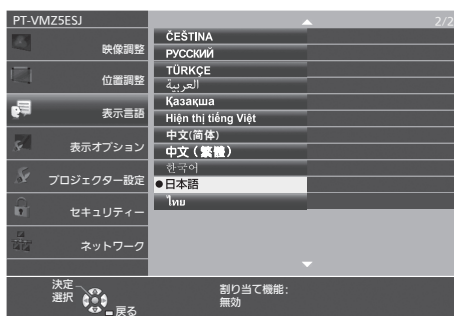 PT-VMZ5ESJ 2/2
映像調整
位置調整
表示言語
表示オプション
プロジェクター設定
セキュリティー
ネットワーク
ČEŠTINA
РУССКИЙ
TÜRKÇE
العربية
Қазақша
Hiện thị tiếng Việt
中文(简体)
中文(繁體)
한국어
●日本語
ไทย
決定
選択
戻る
割り当て機能:
無効